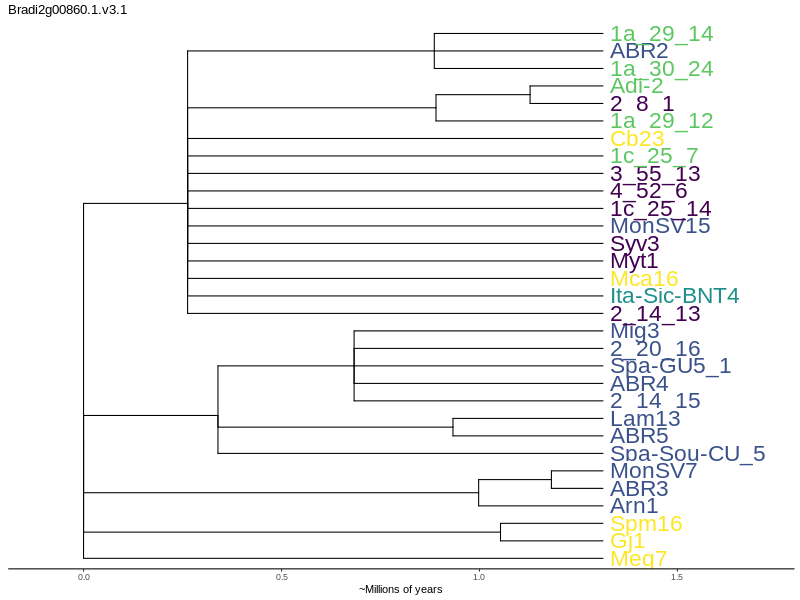 Bradi2g00860.1.v3.1
1a_29_14
ABR2
1a_30_24
Adi-2
2_8_1
1a_29_12
Cb23
1c_25_7
3_55_13
4_52_6
1c_25_14
MonSV15
Syv3
Myt1
Mca16
Ita-Sic-BNT4
2_14_13
Mig3
2_20_16
Spa-GU5_1
ABR4
2_14_15
Lam13
ABR5
Spa-Sou-CU_5
MonSV7
ABR3
Arn1
Spm16
Gj1
Meq7
0.0 0.5 1.0 1.5
~Millions of years